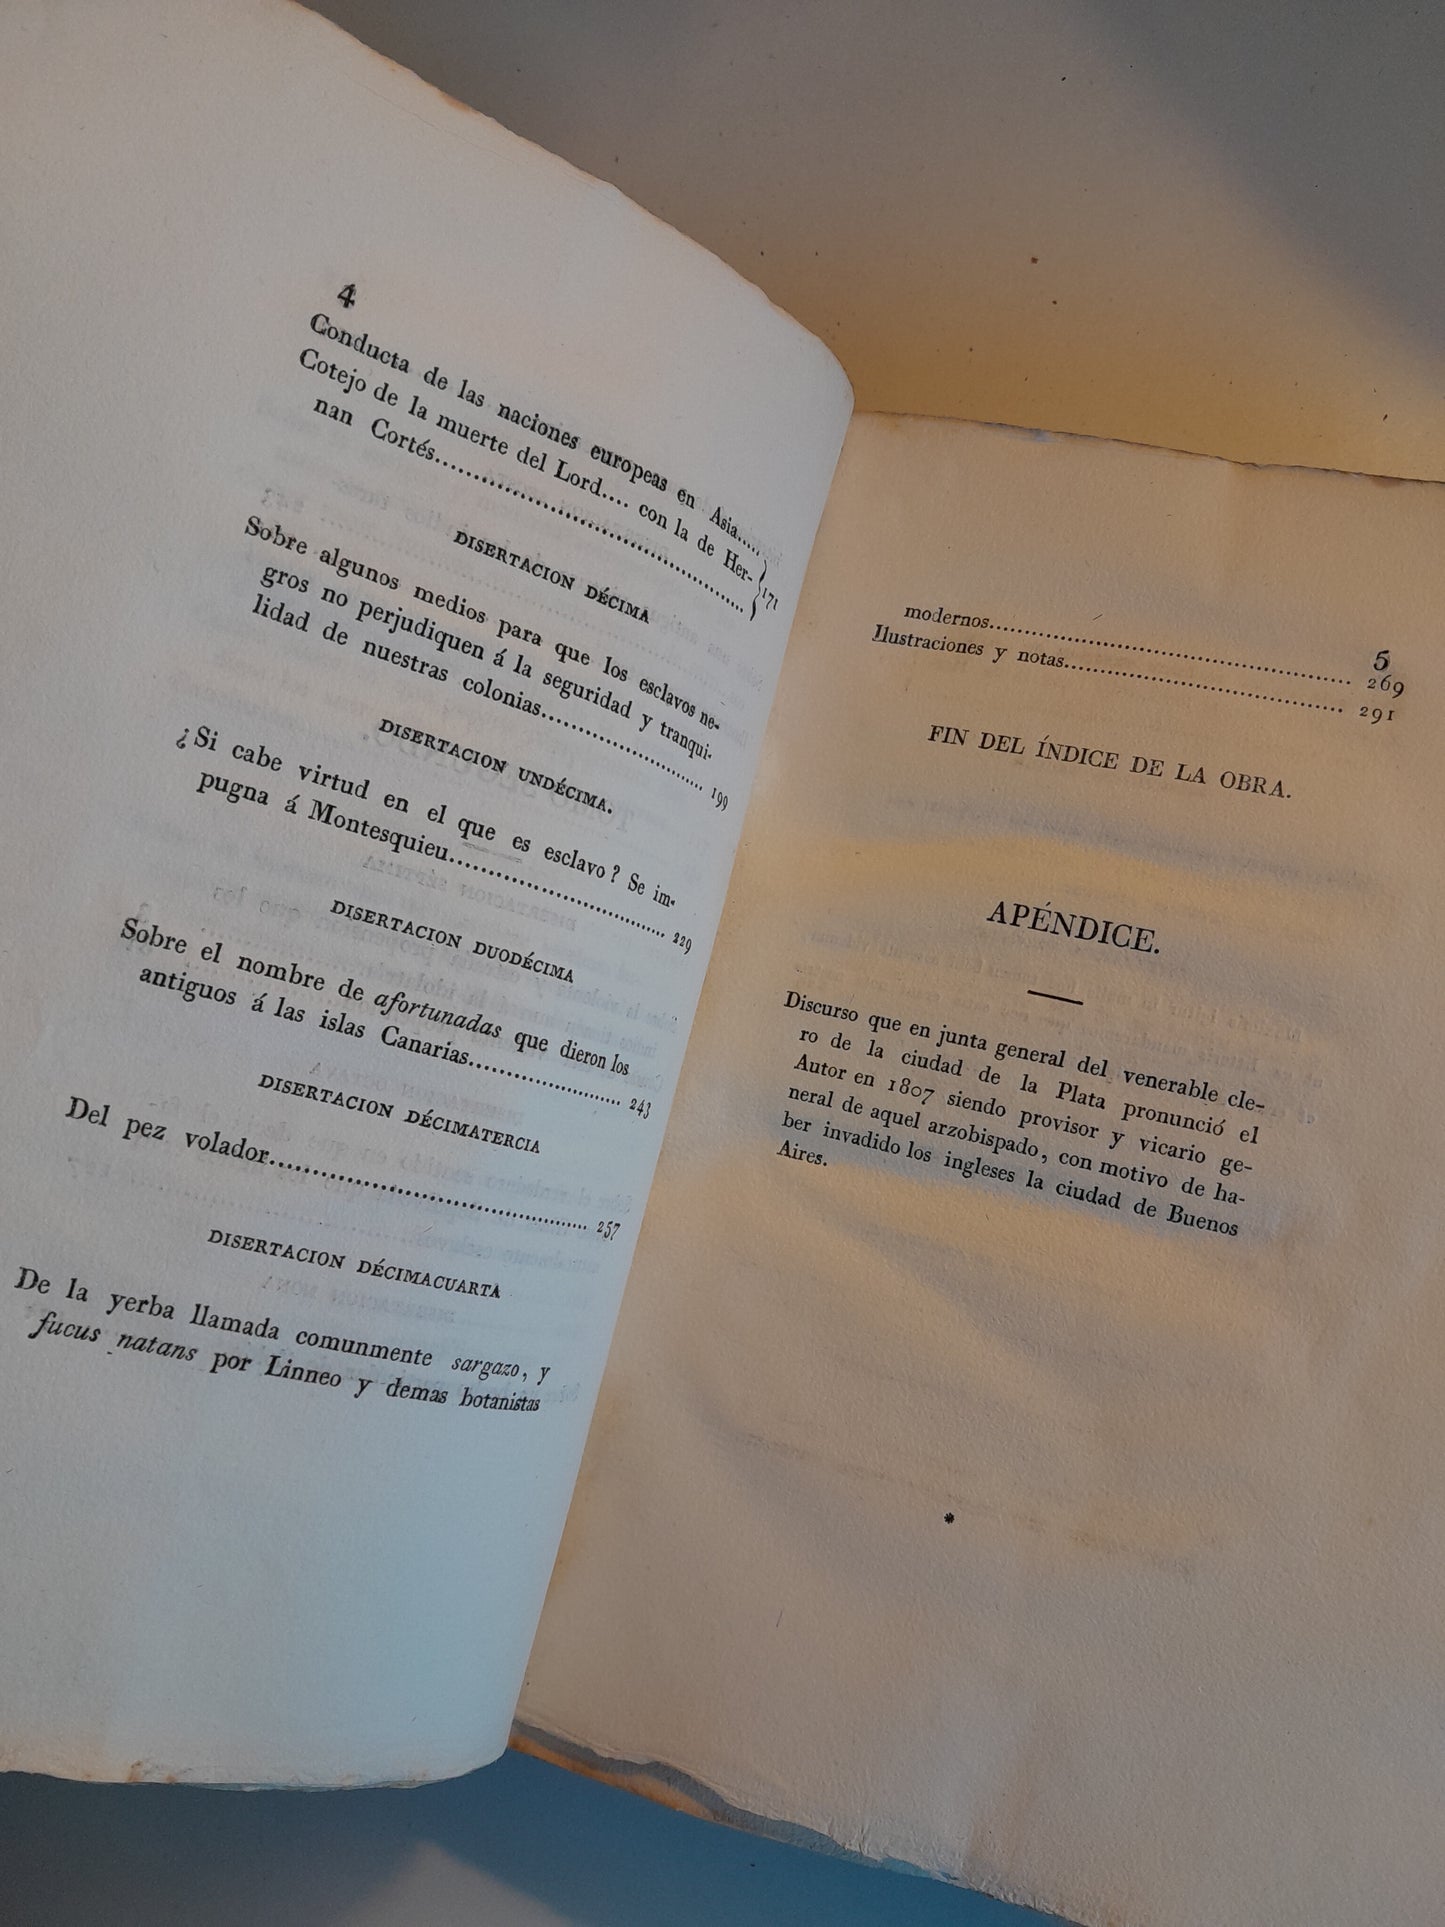 4
Conducta de las naciones europeas en Asia.....
Cotejo de la muerte del Lord.... con la de Her-
nan Cortés........................................ } 171
DISERTACION DÉCIMA
Sobre algunos medios para que los esclavos ne-
gros no perjudiquen á la seguridad y tranqui-
lidad de nuestras colonias........................ 199
DISERTACION UNDÉCIMA.
¿Si cabe virtud en el que es esclavo? Se im-
pugna á Montesquieu................................ 229
DISERTACION DUODÉCIMA
Sobre el nombre de afortunadas que dieron los
antiguos á las islas Canarias...................... 243
DISERTACION DÉCIMATERCIA
Del pez volador.......................................... 257
DISERTACION DÉCIMACUARTA
De la yerba llamada comunmente sargazo, y
fucus natans por Linneo y demas botanistas
5
modernos................................................ 269
Ilustraciones y notas..................................... 291
FIN DEL ÍNDICE DE LA OBRA.
APÉNDICE.
Discurso que en junta general del venerable cle-
ro de la ciudad de la Plata pronunció el
Autor en 1807 siendo provisor y vicario ge-
neral de aquel arzobispado, con motivo de ha-
ber invadido los ingleses la ciudad de Buenos
Aires.
*